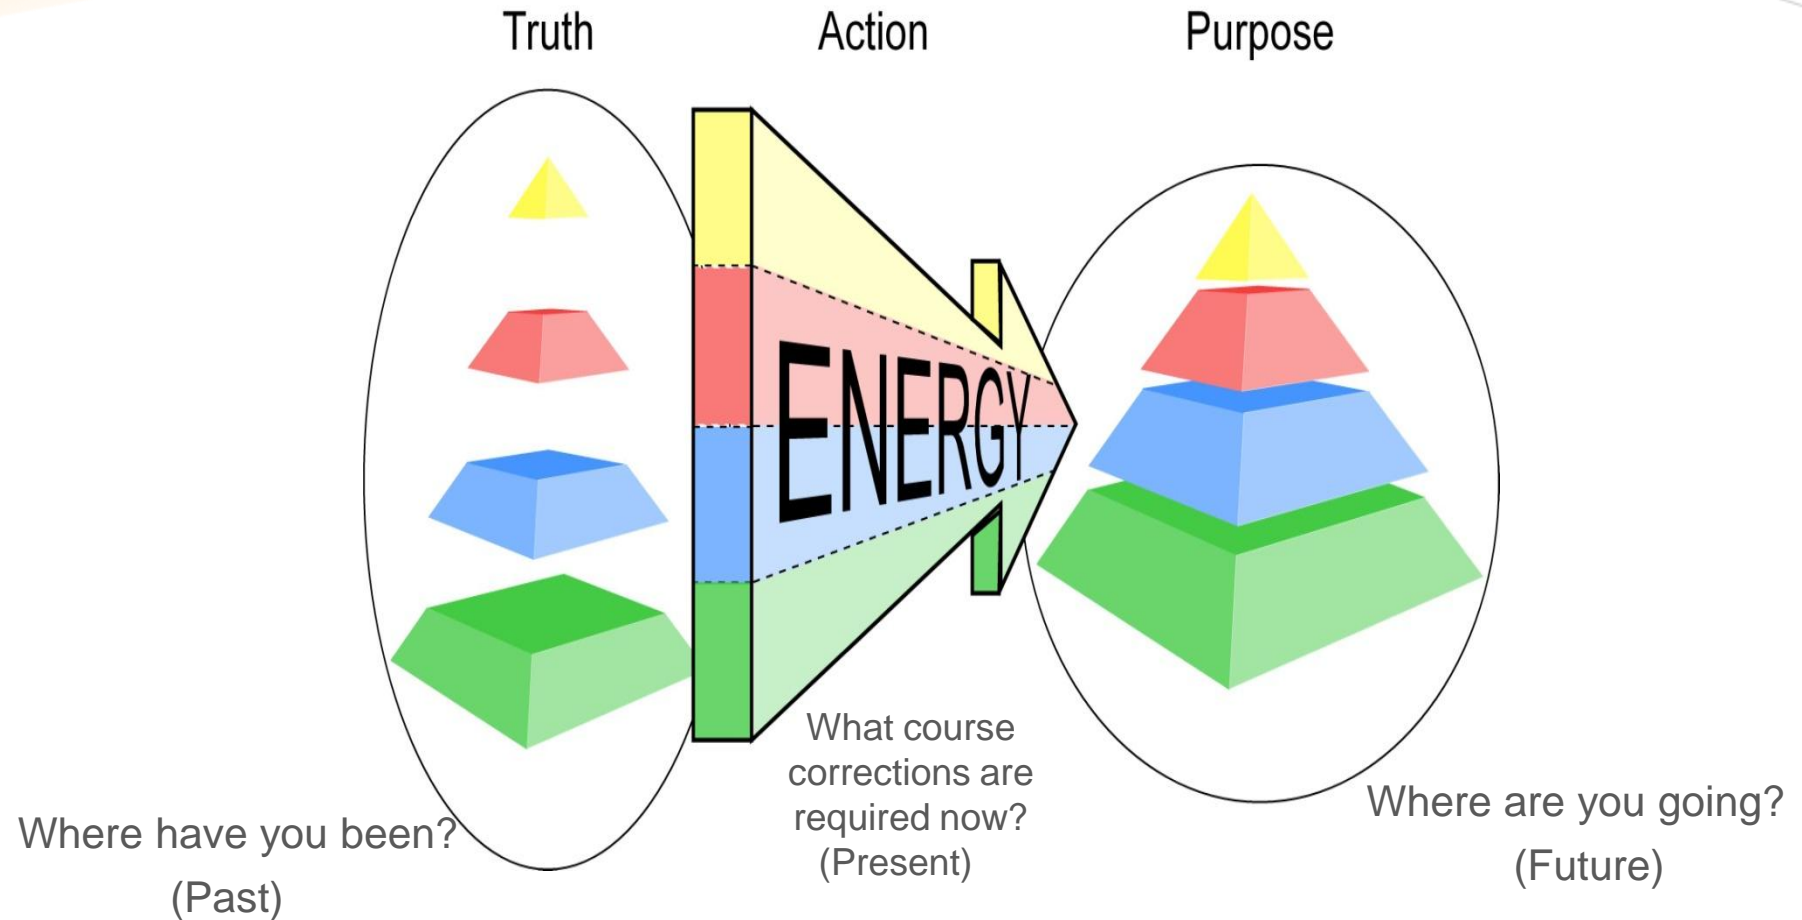 Truth
Action
Purpose
ENERGY
What course
corrections are
required now?
(Present)
Where have you been?
(Past)
Where are you going?
(Future)